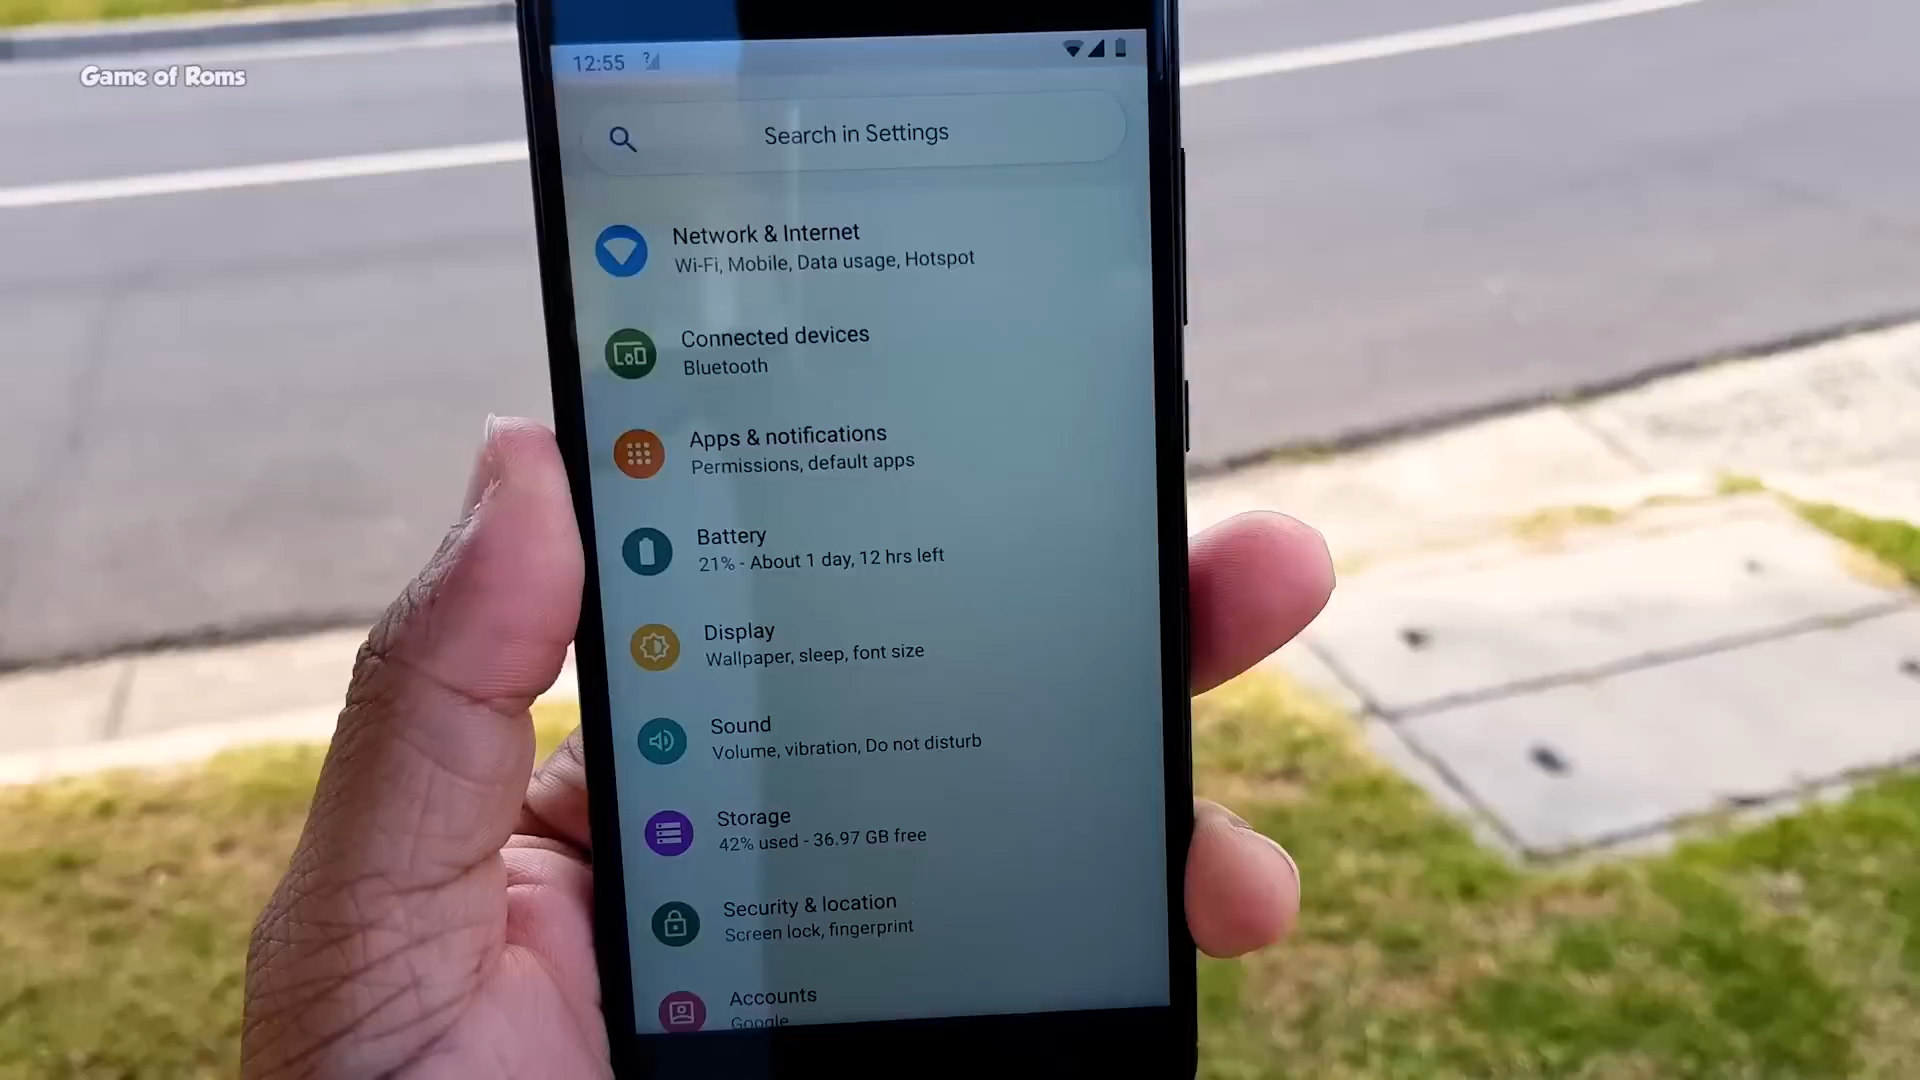 Game of Roms
12:55
?
Search in Settings
Network & Internet
Wi-Fi, Mobile, Data usage, Hotspot
Connected devices
Bluetooth
Apps & notifications
Permissions, default apps
Battery
21% - About 1 day, 12 hrs left
Display
Wallpaper, sleep, font size
Sound
Volume, vibration, Do not disturb
Storage
42% used - 36.97 GB free
Security & location
Screen lock, fingerprint
Accounts
Google